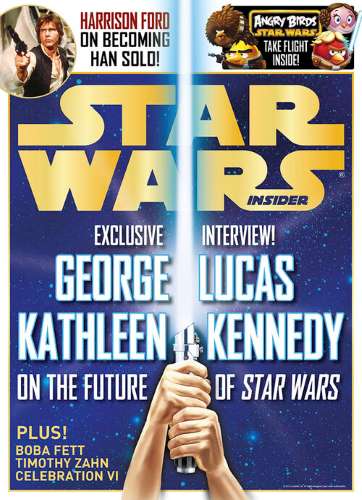 HARRISON FORD
ON BECOMING
HAN SOLO!
ANGRY BIRDS
STAR WARS
TAKE FLIGHT
INSIDE!
STAR
WARS
®
INSIDER
EXCLUSIVE INTERVIEW!
GEORGE LUCAS
KATHLEEN KENNEDY
ON THE FUTURE OF STAR WARS
PLUS!
BOBA FETT
TIMOTHY ZAHN
CELEBRATION VI